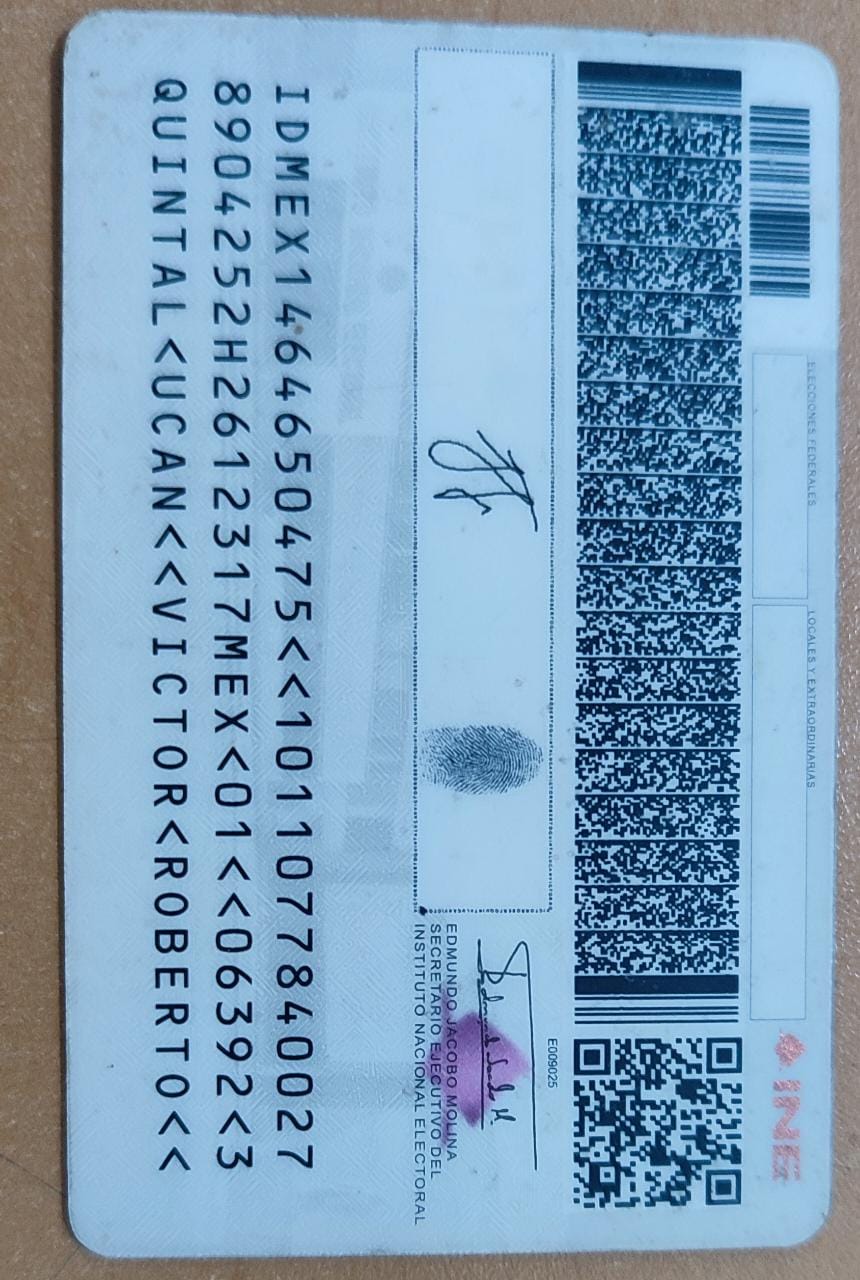 ELECCIONES FEDERALES
LOCALES Y EXTRAORDINARIAS
INE
E009025
EDMUNDO JACOBO MOLINA
SECRETARIO EJECUTIVO DEL
INSTITUTO NACIONAL ELECTORAL
IDMEX1464650475<<1011077840027
8904252H2612317MEX<01<<06392<3
QUINTAL<UCAN<<VICTOR<ROBERTO<<